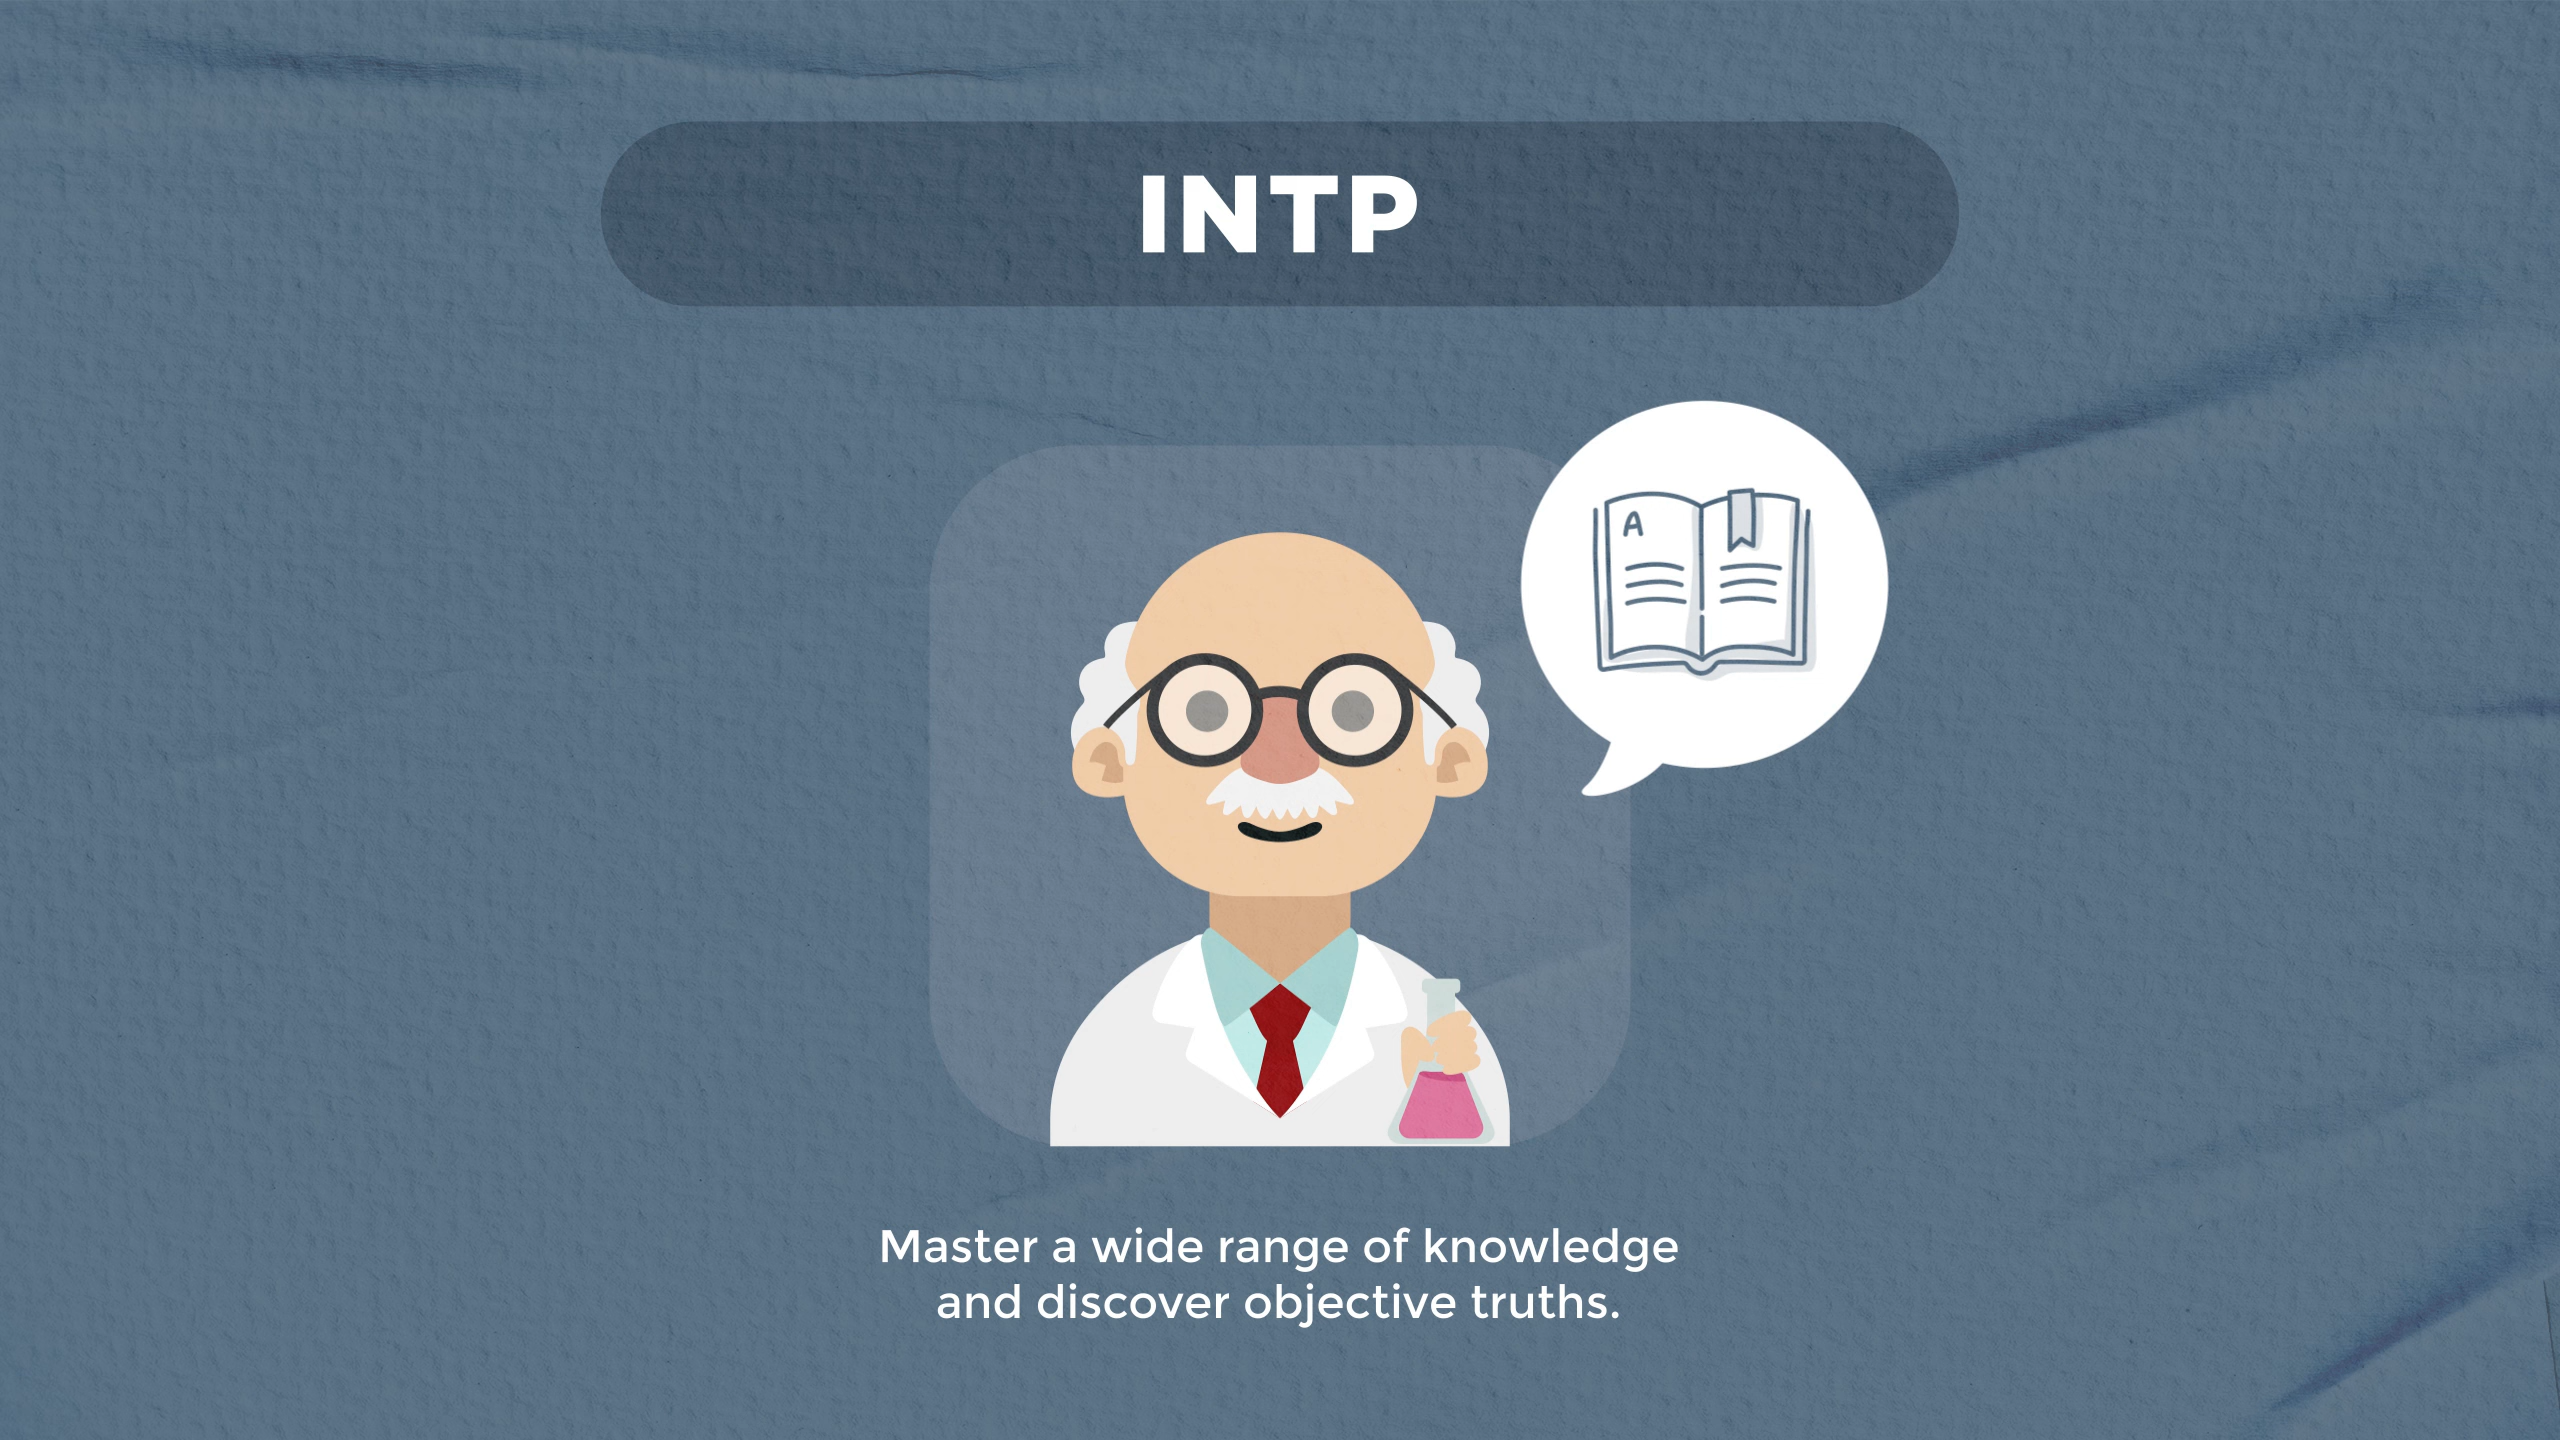 INTP
A
Master a wide range of knowledge
and discover objective truths.